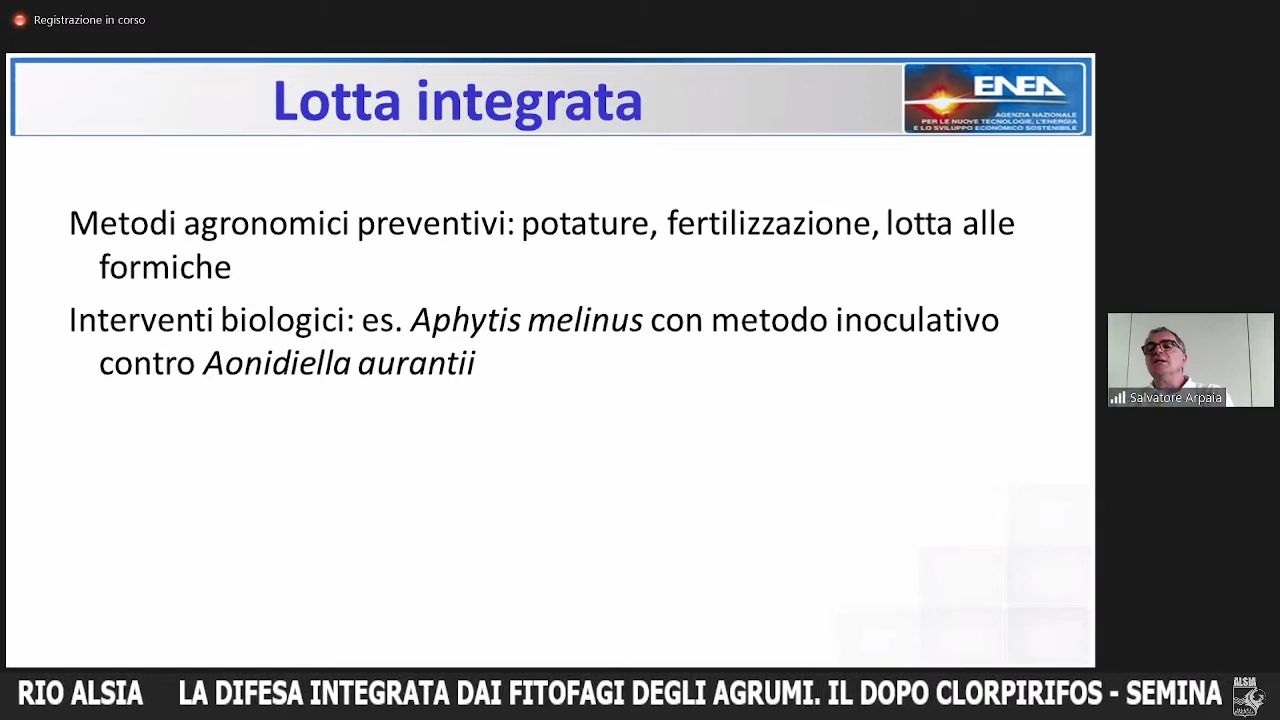 Registrazione in corso
Lotta integrata
ENEA
AGENZIA NAZIONALE
PER LE NUOVE TECNOLOGIE, L'ENERGIA
E LO SVILUPPO ECONOMICO SOSTENIBILE
Metodi agronomici preventivi: potature, fertilizzazione, lotta alle
formiche
Interventi biologici: es. Aphytis melinus con metodo inoculativo
contro Aonidiella aurantii
Salvatore Arpaia
RIO ALSIA LA DIFESA INTEGRATA DAI FITOFAGI DEGLI AGRUMI. IL DOPO CLORPIRIFOS - SEMINA
ALSIA